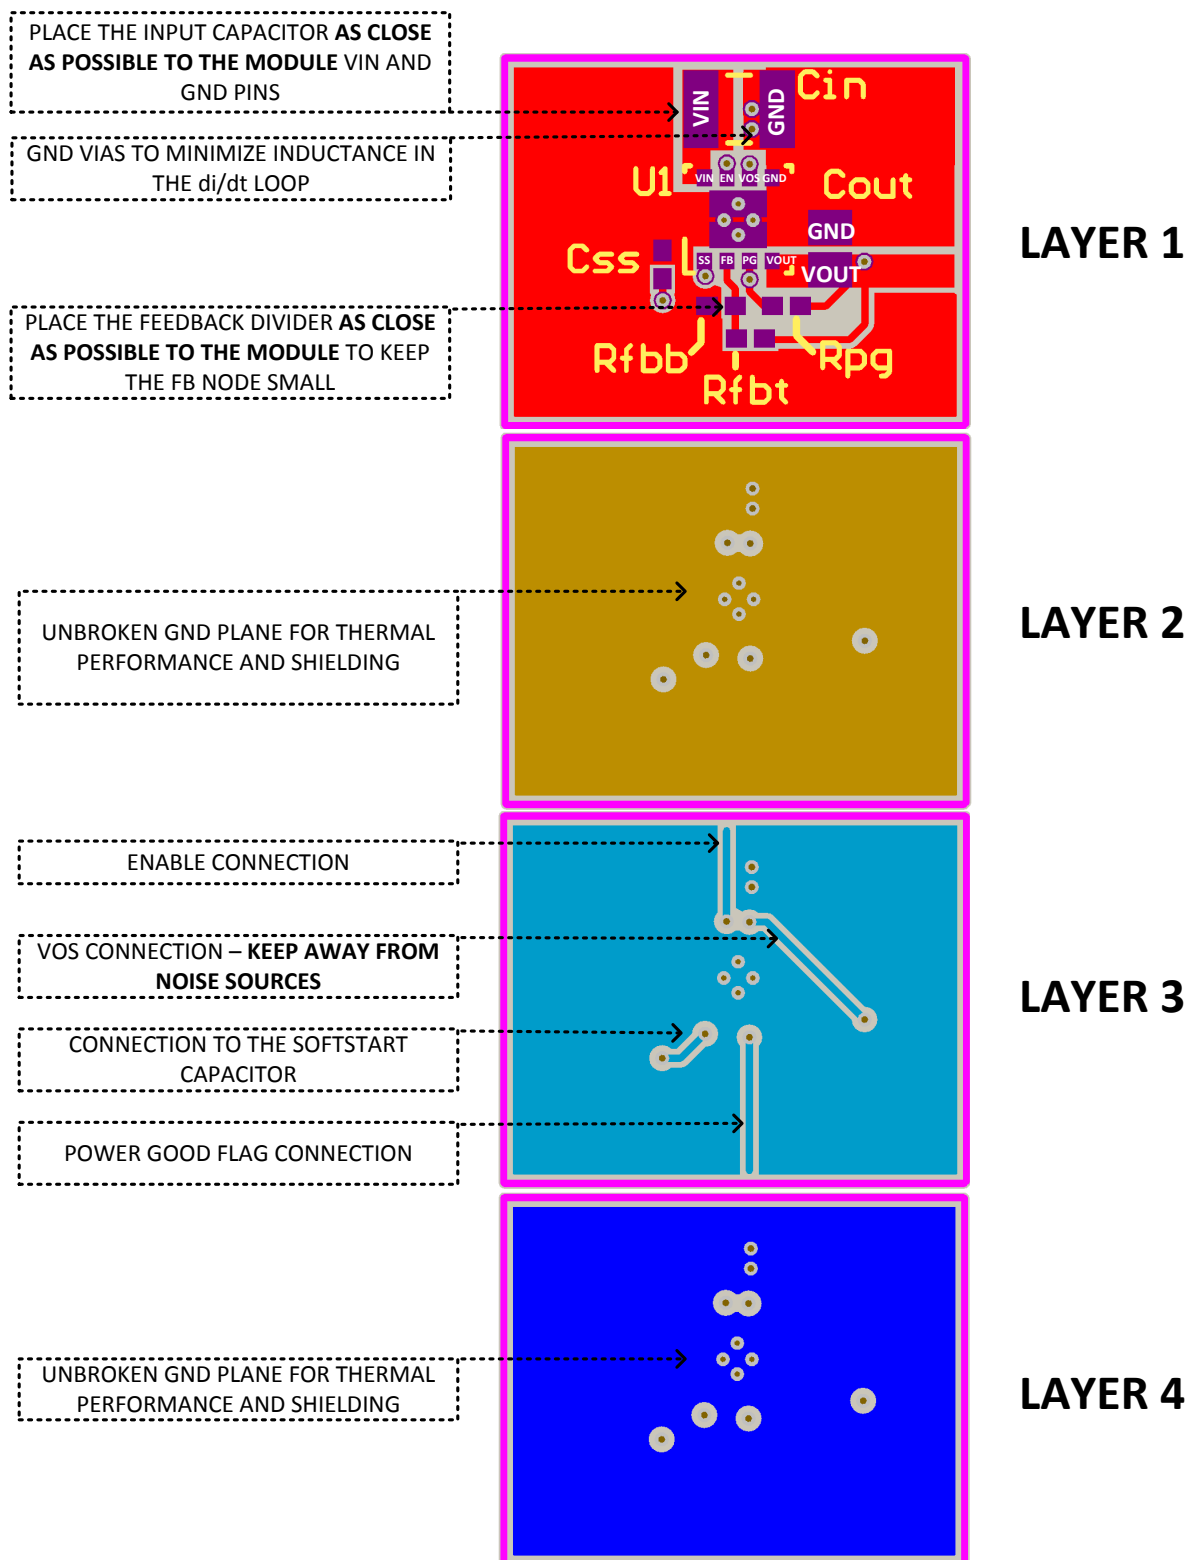 PLACE THE INPUT CAPACITOR AS CLOSE
AS POSSIBLE TO THE MODULE VIN AND
GND PINS
GND VIAS TO MINIMIZE INDUCTANCE IN
THE di/dt LOOP
PLACE THE FEEDBACK DIVIDER AS CLOSE
AS POSSIBLE TO THE MODULE TO KEEP
THE FB NODE SMALL
VIN
GND
Cin
U1
VIN EN VOS GND
Cout
GND
Css
SS FB PG VOUT
VOUT
Rfbb
Rfbt
Rpg
LAYER 1
UNBROKEN GND PLANE FOR THERMAL
PERFORMANCE AND SHIELDING
LAYER 2
ENABLE CONNECTION
VOS CONNECTION – KEEP AWAY FROM
NOISE SOURCES
CONNECTION TO THE SOFTSTART
CAPACITOR
POWER GOOD FLAG CONNECTION
LAYER 3
UNBROKEN GND PLANE FOR THERMAL
PERFORMANCE AND SHIELDING
LAYER 4